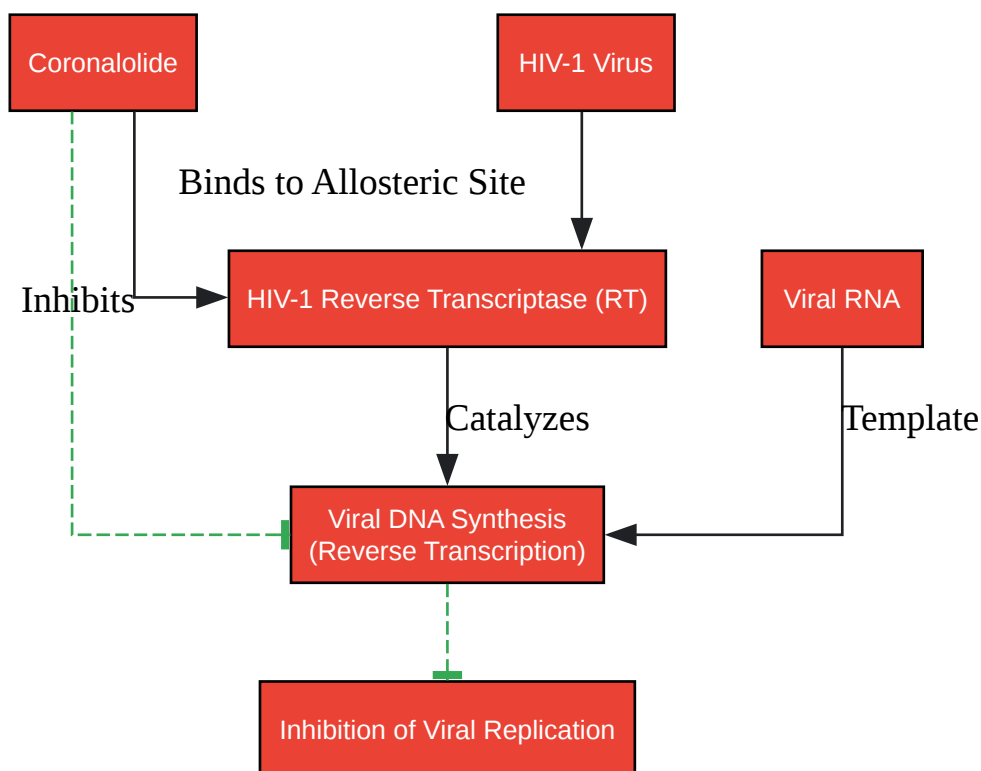 Coronalolide
HIV-1 Virus
Binds to Allosteric Site
Inhibits
HIV-1 Reverse Transcriptase (RT)
Viral RNA
Catalyzes
Template
Viral DNA Synthesis
(Reverse Transcription)
Inhibition of Viral Replication